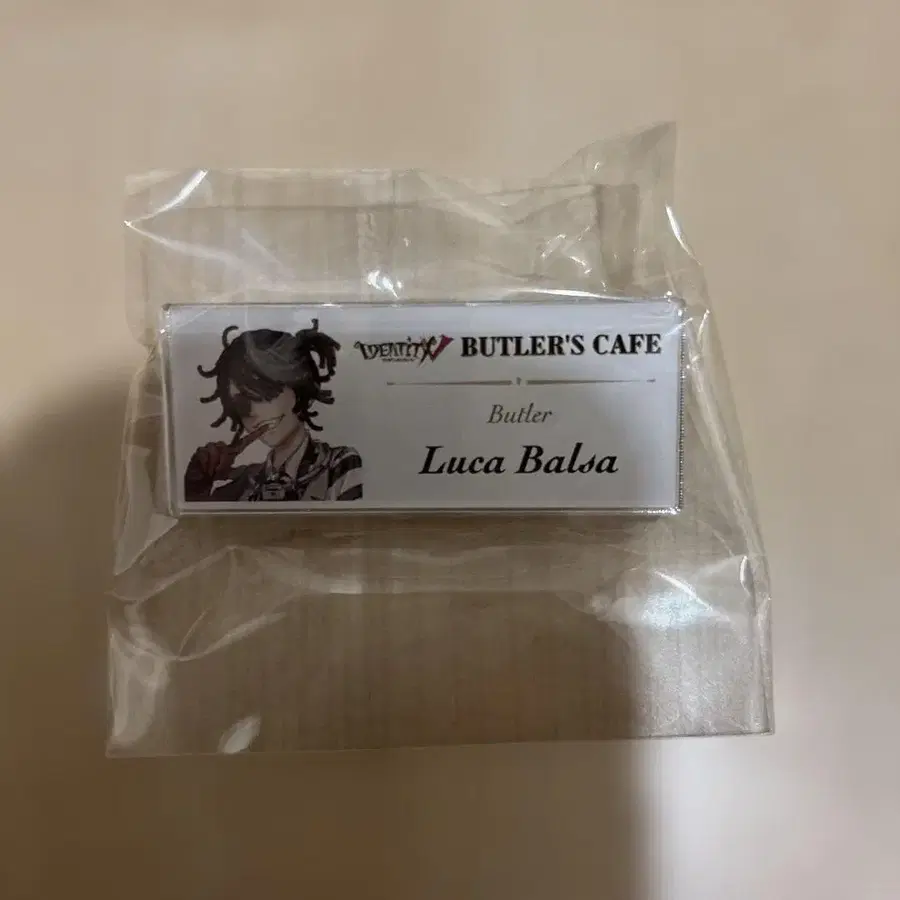 IDENTITY V BUTLER'S CAFE
Butler
Luca Balsa